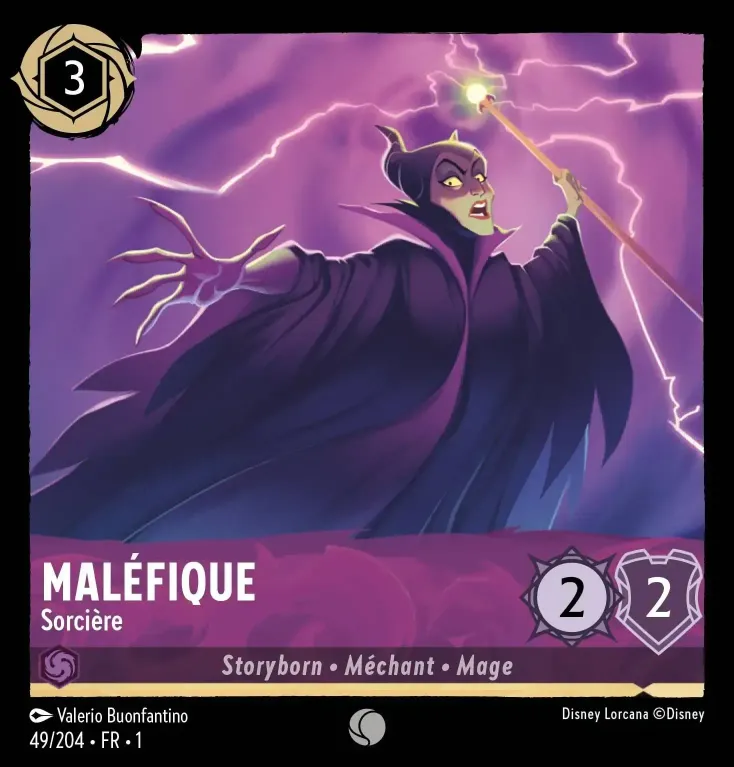 3
MALÉFIQUE
Sorcière
2 2
Storyborn • Méchant • Mage
Valerio Buonfantino
Disney Lorcana ©Disney
49/204 • FR • 1